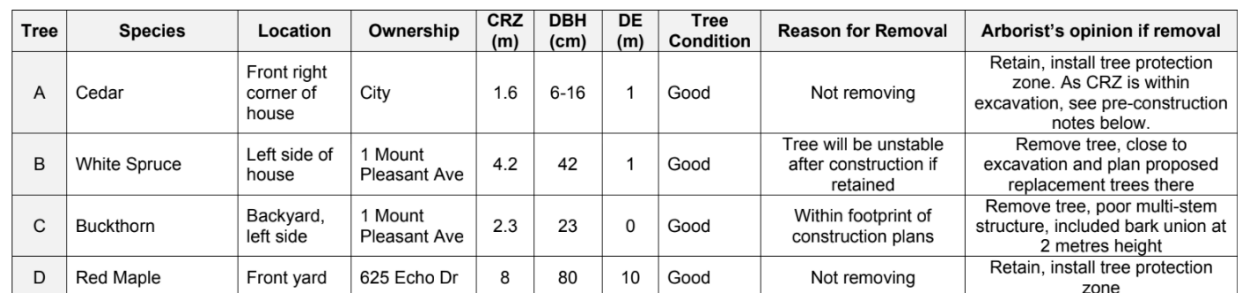 Tree Species Location Ownership CRZ (m) DBH (cm) DE (m) Tree Condition Reason for Removal Arborist's opinion if removal
A Cedar Front right corner of house City 1.6 6-16 1 Good Not removing Retain, install tree protection zone. As CRZ is within excavation, see pre-construction notes below.
B White Spruce Left side of house 1 Mount Pleasant Ave 4.2 42 1 Good Tree will be unstable after construction if retained Remove tree, close to excavation and plan proposed replacement trees there
C Buckthorn Backyard, left side 1 Mount Pleasant Ave 2.3 23 0 Good Within footprint of construction plans Remove tree, poor multi-stem structure, included bark union at 2 metres height
D Red Maple Front yard 625 Echo Dr 8 80 10 Good Not removing Retain, install tree protection zone